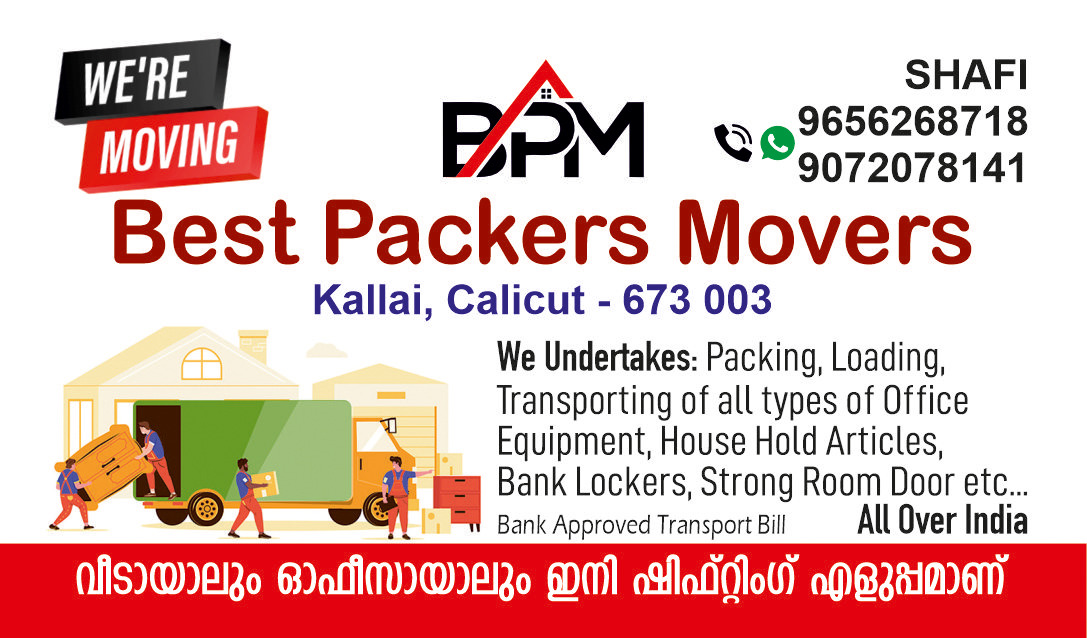 WE'RE
MOVING
BPM
SHAFI
9656268718
9072078141
Best Packers Movers
Kallai, Calicut - 673 003
We Undertakes: Packing, Loading,
Transporting of all types of Office
Equipment, House Hold Articles,
Bank Lockers, Strong Room Door etc...
Bank Approved Transport Bill All Over India
വീടായാലും ഓഫീസായാലും ഇനി ഷിഫ്റ്റിംഗ് എളുപ്പമാണ്